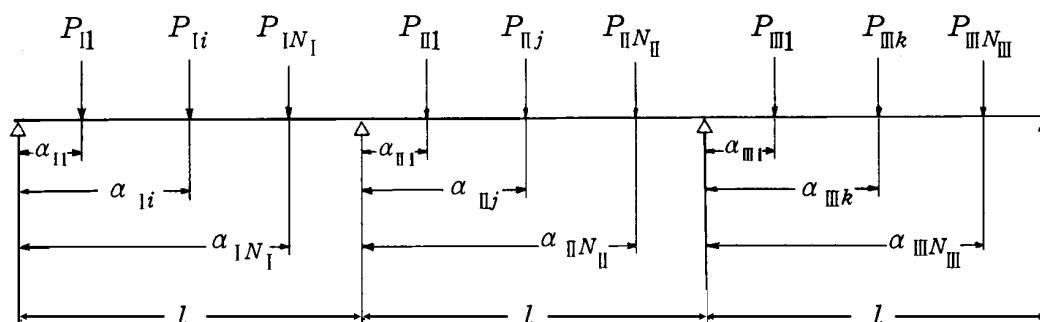 P_{Ⅰ1} P_{Ⅰi} P_{ⅠN_Ⅰ} P_{Ⅱ1} P_{Ⅱj} P_{ⅡN_Ⅱ} P_{Ⅲ1} P_{Ⅲk} P_{ⅢN_Ⅲ}
α_{Ⅰ1} α_{Ⅱ1} α_{Ⅲ1}
α_{Ⅰi} α_{Ⅱj} α_{Ⅲk}
α_{ⅠN_Ⅰ} α_{ⅡN_Ⅱ} α_{ⅢN_Ⅲ}
l l l